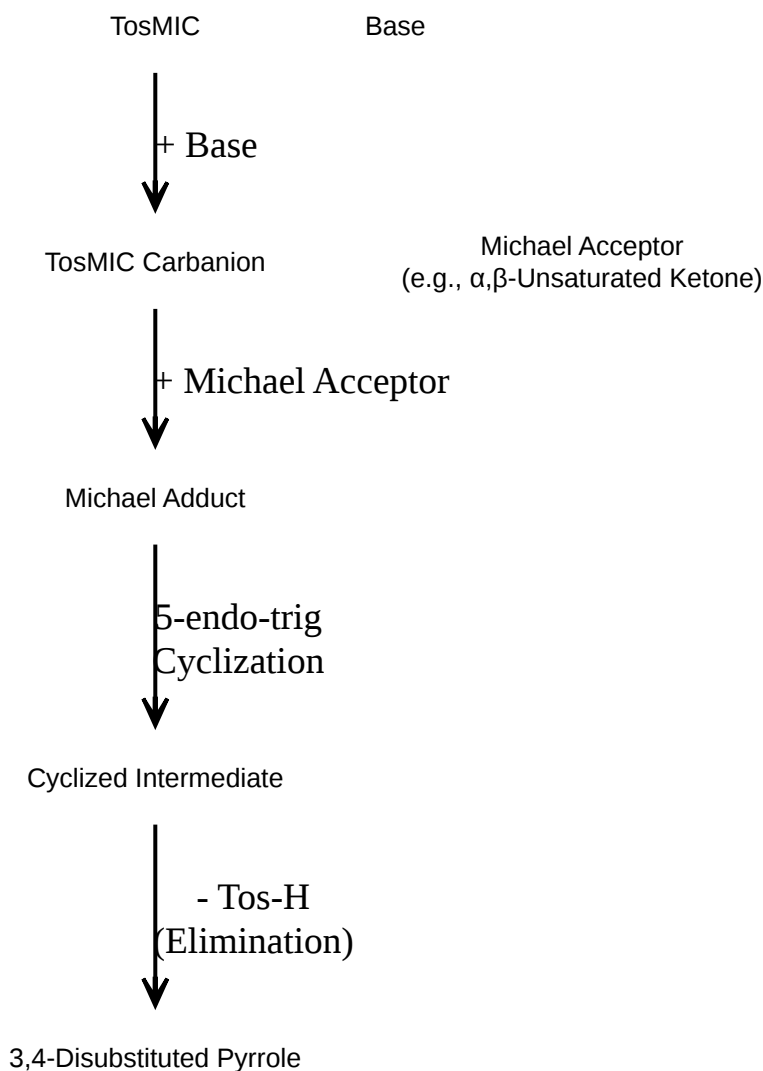 TosMIC
Base
+ Base
TosMIC Carbanion
Michael Acceptor
(e.g., α,β-Unsaturated Ketone)
+ Michael Acceptor
Michael Adduct
5-endo-trig
Cyclization
Cyclized Intermediate
- Tos-H
(Elimination)
3,4-Disubstituted Pyrrole